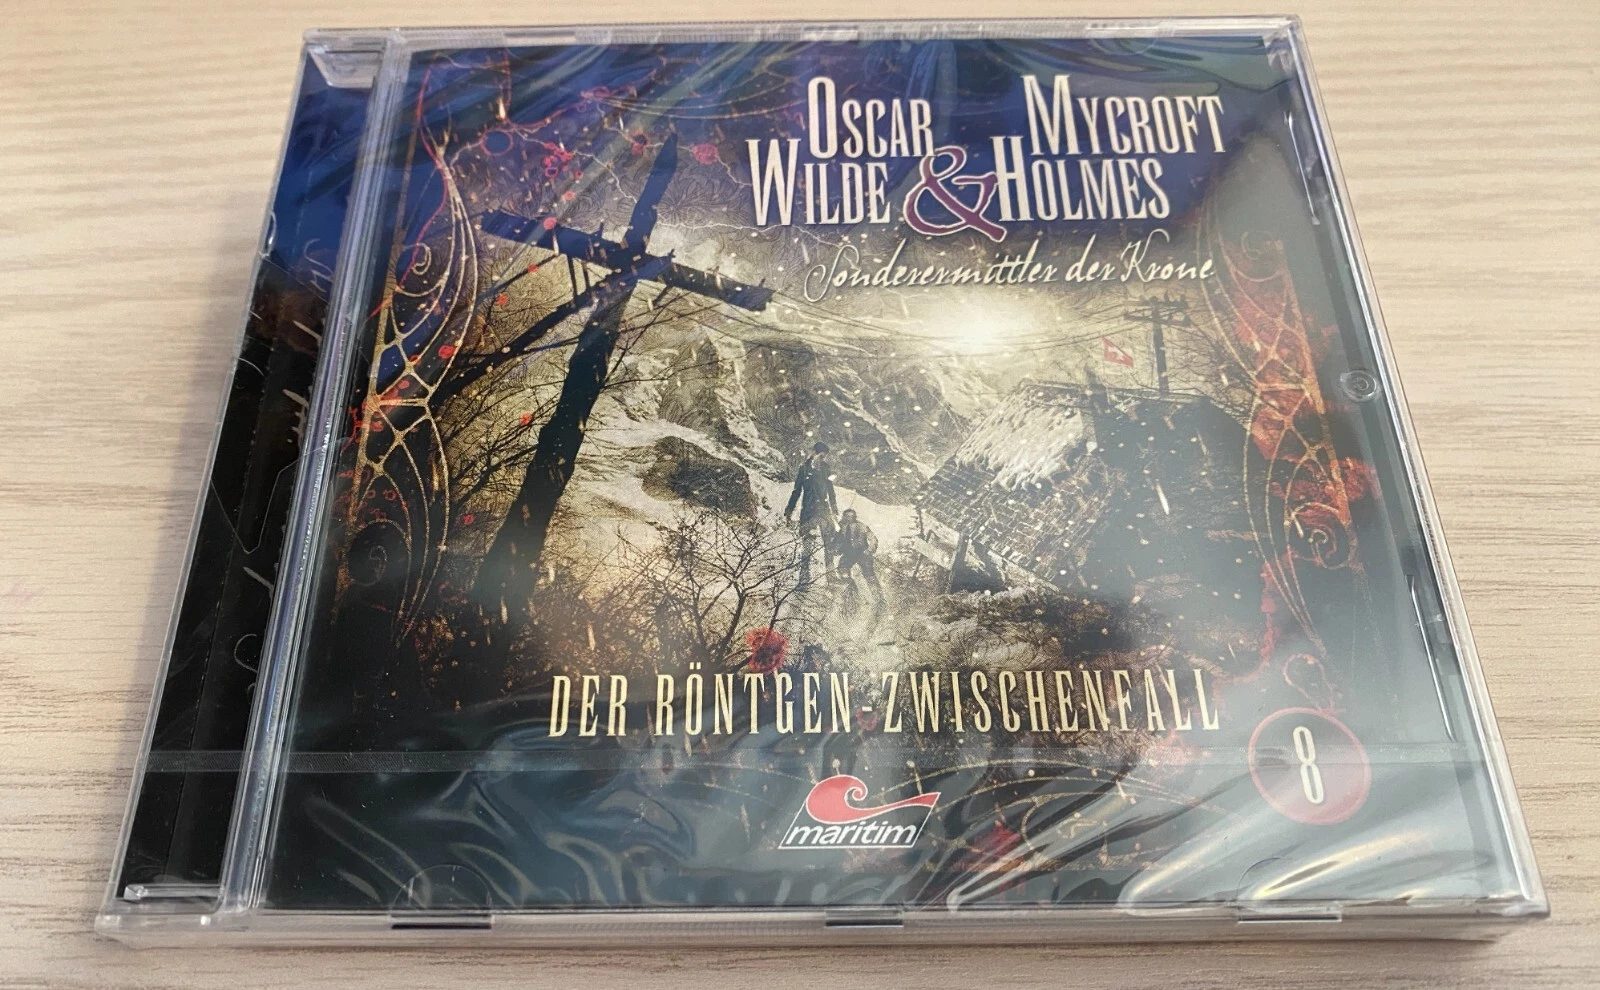 OSCAR WILDE & MYCROFT HOLMES
Sonderermittler der Krone
DER RÖNTGEN-ZWISCHENFALL
8
maritim